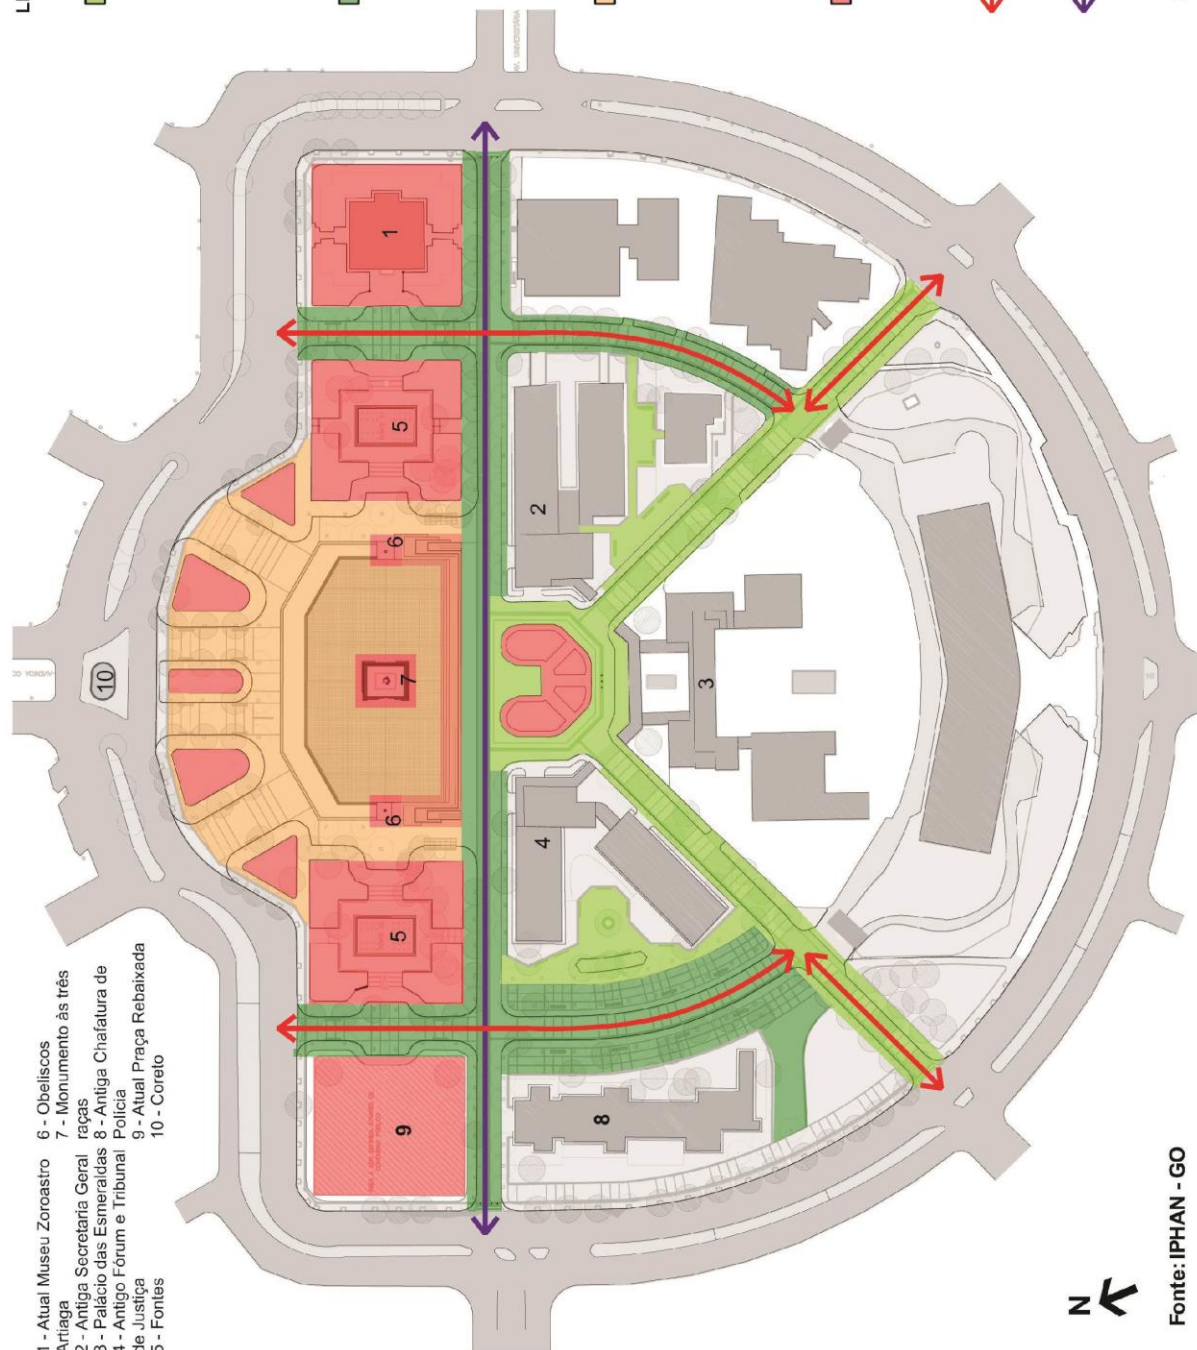 1 - Atual Museu Zoroastro
Artiaga
2 - Antiga Secretaria Geral
3 - Palácio das Esmeraldas
4 - Antigo Fórum e Tribunal
de Justiça
5 - Fontes
6 - Obeliscos
7 - Monumento às três
raças
8 - Antiga Chafatura de
Polícia
9 - Atual Praça Rebaixada
10 - Coreto
10
9
5
6
7
6
5
1
4
2
8
3
AV. UNIVERSITÁRIA
N
Fonte: IPHAN - GO